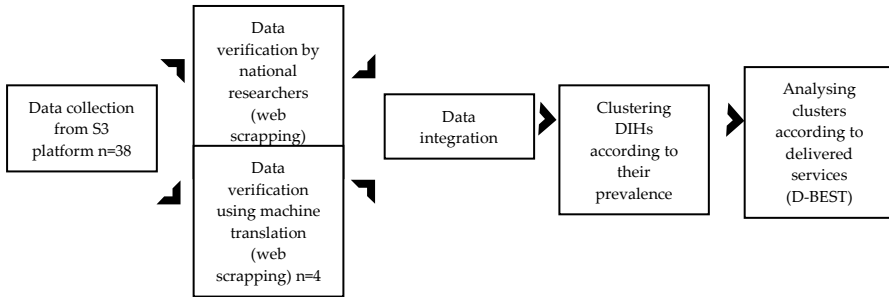 Data collection
from S3
platform n=38
Data
verification by
national
researchers
(web
scrapping)
Data
verification
using machine
translation
(web
scrapping) n=4
Data
integration
Clustering
DIHs
according to
their
prevalence
Analysing
clusters
according to
delivered
services
(D-BEST)